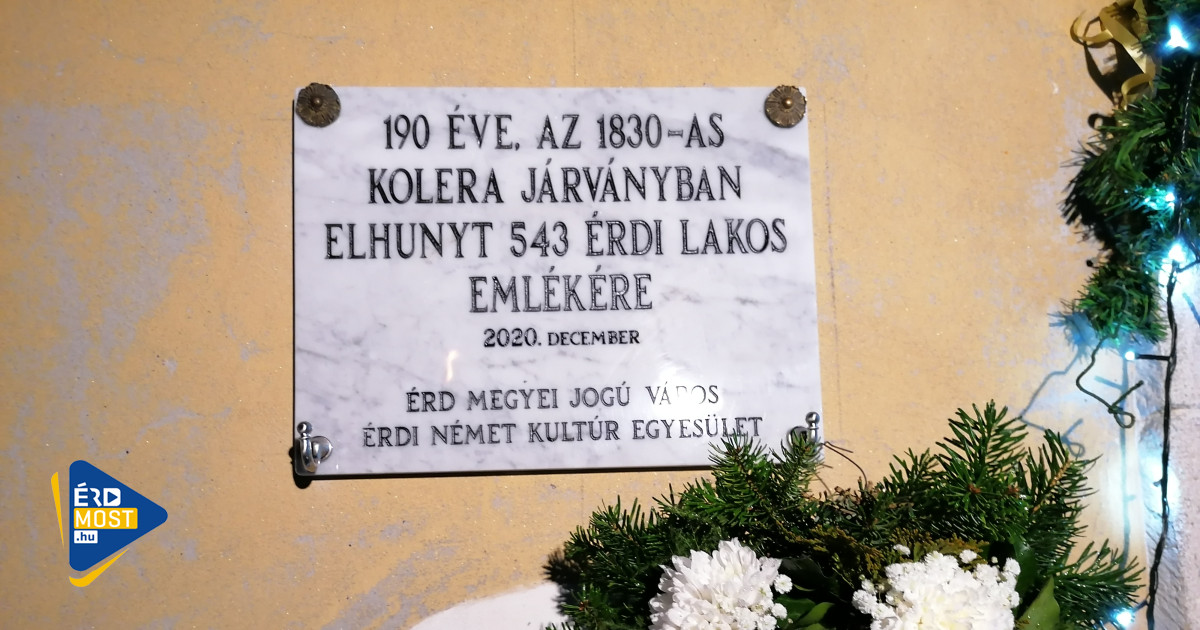 190 ÉVE, AZ 1830-AS
KOLERA JÁRVÁNYBAN
ELHUNYT 543 ÉRDI LAKOS
EMLÉKÉRE
2020. DECEMBER
ÉRD MEGYEI JOGÚ VÁROS
ÉRDI NÉMET KULTÚR EGYESÜLET
ÉRD
MOST
.hu